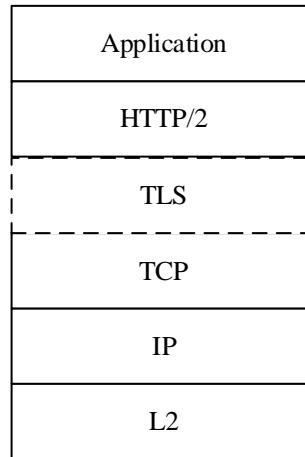 Application
HTTP/2
TLS
TCP
IP
L2